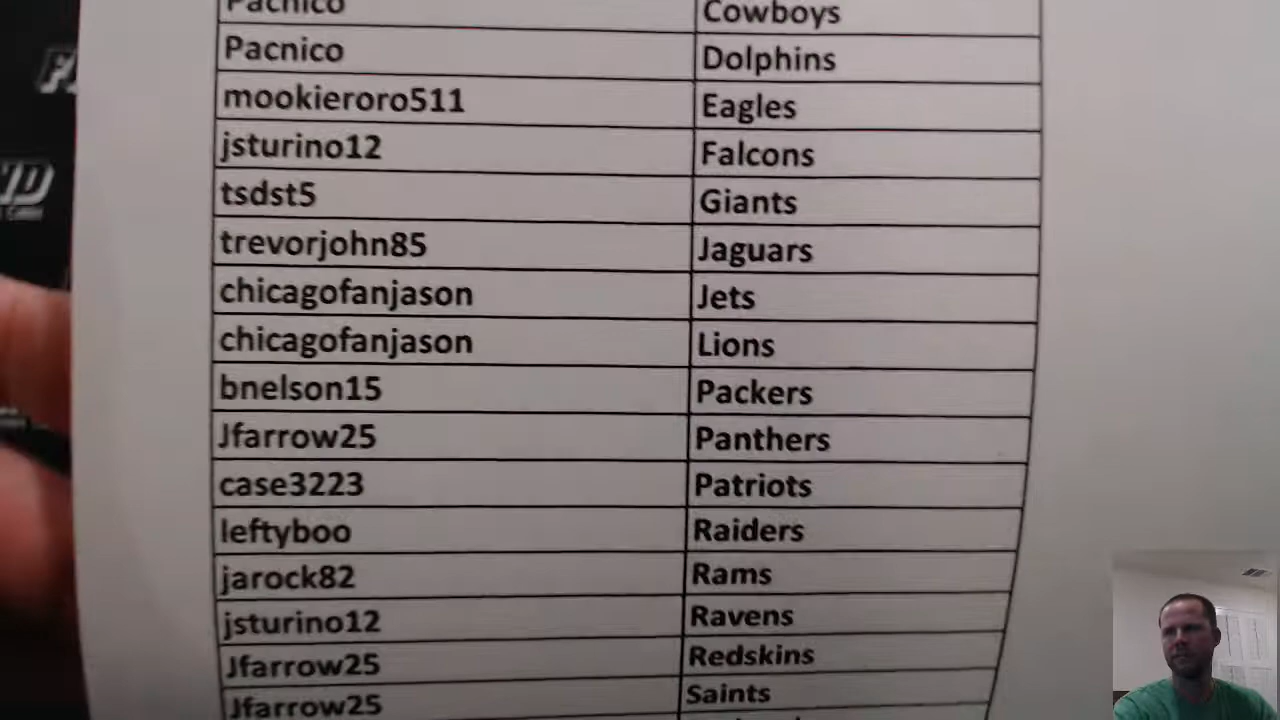 Pacnico Cowboys
Pacnico Dolphins
mookieroro511 Eagles
jsturino12 Falcons
tsdst5 Giants
trevorjohn85 Jaguars
chicagofanjason Jets
chicagofanjason Lions
bnelson15 Packers
Jfarrow25 Panthers
case3223 Patriots
leftyboo Raiders
jarock82 Rams
jsturino12 Ravens
Jfarrow25 Redskins
Jfarrow25 Saints